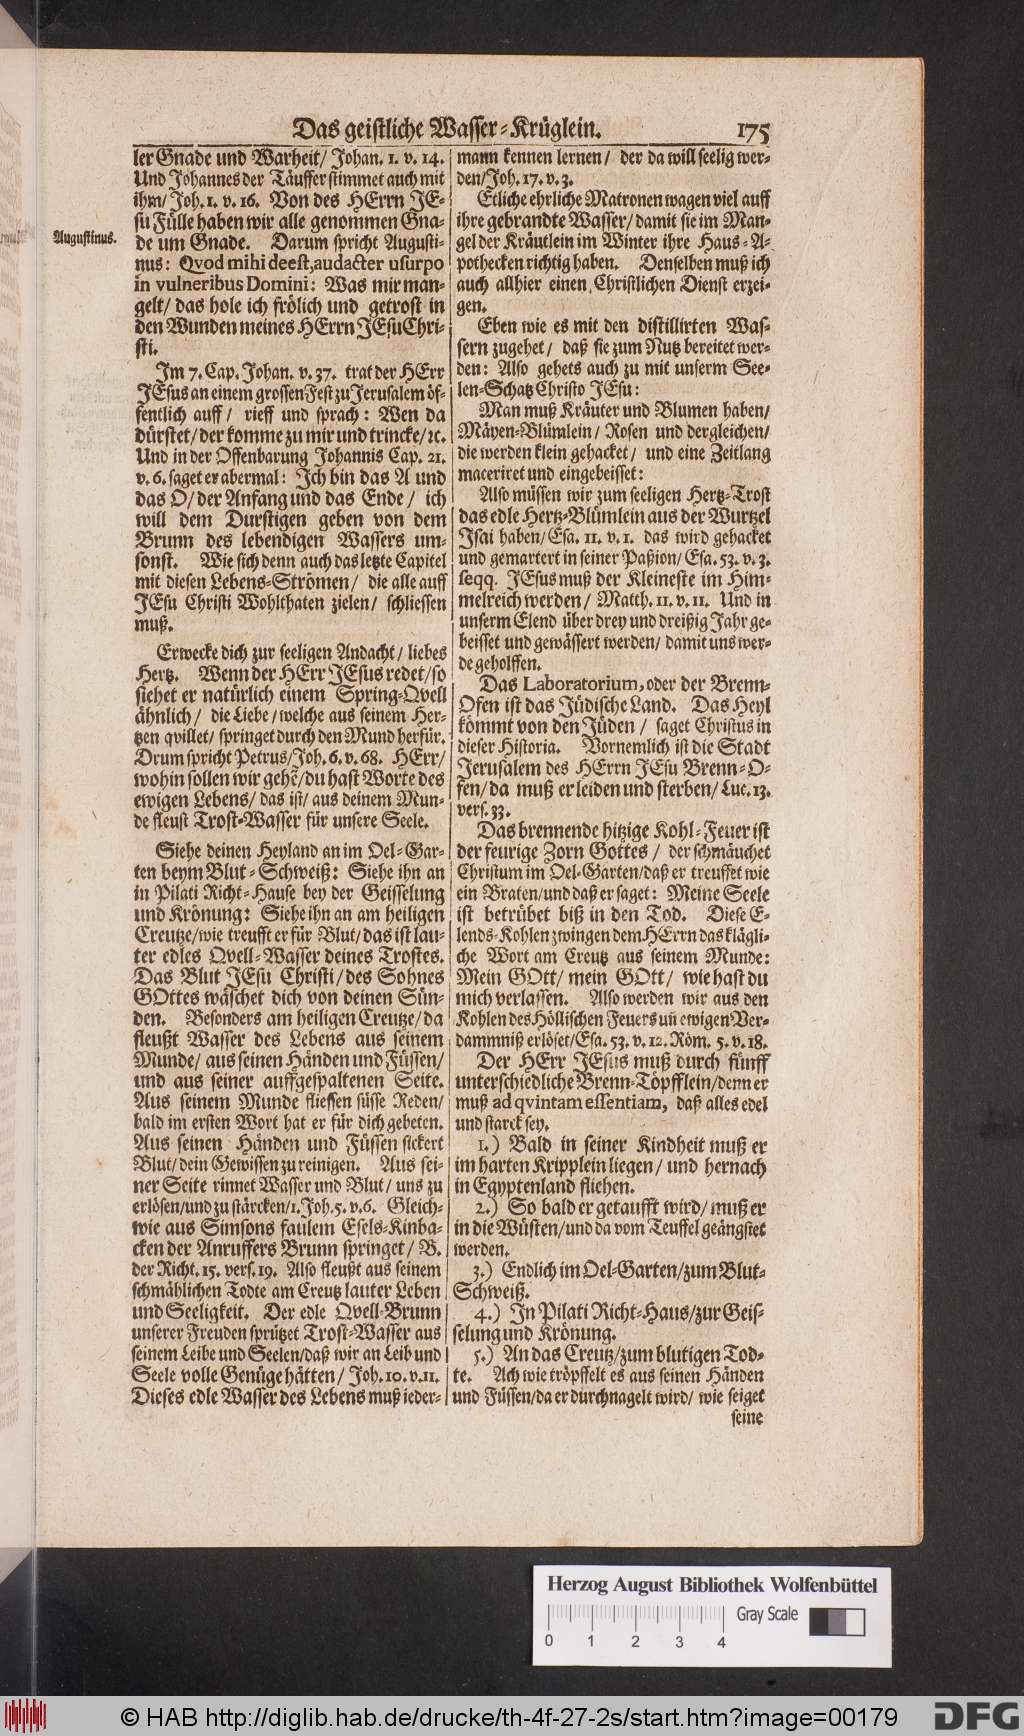 Das geistliche Wasser-Krüglein. 175
Augustinus.
ler Gnade und Warheit/ Johan. 1. v. 14.
Und Johannes der Täuffer stimmet auch mit
ihm/ Joh. 1. v. 16. Von des HErrn JE-
su Fülle haben wir alle genommen Gna-
de um Gnade. Darum spricht Augusti-
nus: Qvod mihi deest, audacter usurpo
in vulneribus Domini: Was mir man-
gelt/ das hole ich frölich und getrost in
den Wunden meines HErrn JEsu Chri-
sti.
Im 7. Cap. Johan. v. 37. trat der HErr
JEsus an einem grossen Fest zu Jerusalem öf-
fentlich auff/ rieff und sprach: Wen da
dürstet/ der komme zu mir und trincke/ ꝛc.
Und in der Offenbarung Johannis Cap. 21.
v. 6. saget er abermal: Ich bin das A und
das O/ der Anfang und das Ende/ ich
will dem Durstigen geben von dem
Brunn des lebendigen Wassers um-
sonst. Wie sich denn auch das letzte Capitel
mit diesen Lebens-Strömen/ die alle auff
JEsu Christi Wohlthaten zielen/ schliessen
muß.
Erwecke dich zur seeligen Andacht/ liebes
Hertz. Wenn der HErr JEsus redet/ so
siehet er natürlich einem Spring-Qvell
ähnlich/ die Liebe/ welche aus seinem Her-
tzen qvillet/ springet durch den Mund herfür.
Drum spricht Petrus/ Joh. 6. v. 68. HErr/
wohin sollen wir gehẽ/ du hast Worte des
ewigen Lebens/ das ist/ aus deinem Mun-
de fleust Trost-Wasser für unsere Seele.
Siehe deinen Heyland an im Oel-Gar-
ten beym Blut-Schweiß: Siehe ihn an
in Pilati Richt-Hause bey der Geisselung
und Krönung: Siehe ihn an am heiligen
Creutze/ wie treufft er für Blut/ das ist lau-
ter edles Qvell-Wasser deines Trostes.
Das Blut JEsu Christi/ des Sohnes
GOttes wäschet dich von deinen Sün-
den. Besonders am heiligen Creutze/ da
fleußt Wasser des Lebens aus seinem
Munde/ aus seinen Händen und Füssen/
und aus seiner auffgespaltenen Seite.
Aus seinem Munde fliessen süsse Reden/
bald im ersten Wort hat er für dich gebeten.
Aus seinen Händen und Füssen sickert
Blut/ dein Gewissen zu reinigen. Aus sei-
ner Seite rinnet Wasser und Blut/ uns zu
erlösen/ und zu stärcken/ 1. Joh. 5. v. 6. Gleich-
wie aus Simsons faulem Esels-Kinba-
cken der Anruffers Brunn springet/ B.
der Richt. 15. vers. 19. Also fleußt aus seinem
schmählichen Todte am Creutz lauter Leben
und Seeligkeit. Der edle Qvell-Brunn
unserer Freuden sprützet Trost-Wasser aus
seinem Leibe und Seelen/ daß wir an Leib und
Seele volle Genüge hätten/ Joh. 10. v. 11.
Dieses edle Wasser des Lebens muß ieder-
mann kennen lernen/ der da will seelig wer-
den/ Joh. 17. v. 3.
Etliche ehrliche Matronen wagen viel auff
ihre gebrandte Wasser/ damit sie im Man-
gel der Kräutlein im Winter ihre Haus-A-
pothecken richtig haben. Denselben muß ich
auch allhier einen Christlichen Dienst erzei-
gen.
Eben wie es mit den distillirten Was-
sern zugehet/ daß sie zum Nutz bereitet wer-
den: Also gehets auch zu mit unserm See-
len-Schatz Christo JEsu:
Man muß Kräuter und Blumen haben/
Mäyen-Blümlein/ Rosen und dergleichen/
die werden klein gehacket/ und eine Zeitlang
maceriret und eingebeisset:
Also müssen wir zum seeligen Hertz-Trost
das edle Hertz-Blümlein aus der Wurtzel
Isai haben/ Esa. 11. v. 1. das wird gehacket
und gemartert in seiner Paßion/ Esa. 53. v. 3.
seqq. JEsus muß der Kleineste im Him-
melreich werden/ Matth. 11. v. 11. Und in
unserm Elend über drey und dreißig Jahr ge-
beisset und gewässert werden/ damit uns wer-
de geholffen.
Das Laboratorium, oder der Brenn-
Ofen ist das Jüdische Land. Das Heyl
kömmt von den Jüden/ saget Christus in
dieser Historia. Vornemlich ist die Stadt
Jerusalem des HErrn JEsu Brenn-O-
fen/ da muß er leiden und sterben/ Luc. 13.
vers. 33.
Das brennende hitzige Kohl-Feuer ist
der feurige Zorn Gottes/ der schmäuchet
Christum im Oel-Garten/ daß er treuffet wie
ein Braten/ und daß er saget: Meine Seele
ist betrübet biß in den Tod. Diese E-
lends-Kohlen zwingen dem HErrn das klägli-
che Wort am Creutz aus seinem Munde:
Mein GOtt/ mein GOtt/ wie hast du
mich verlassen. Also werden wir aus den
Kohlen des Höllischen Feuers uñ ewigen Ver-
dammniß erlöset/ Esa. 53. v. 12. Röm. 5. v. 18.
Der HErr JEsus muß durch fünff
unterschiedliche Brenn-Töpfflein/ denn er
muß ad qvintam essentiam, daß alles edel
und starck sey.
1.) Bald in seiner Kindheit muß er
im harten Kripplein liegen/ und hernach
in Egyptenland fliehen.
2.) So bald er getaufft wird/ muß er
in die Wüsten/ und da vom Teuffel geängstet
werden.
3.) Endlich im Oel-Garten/ zum Blut-
Schweiß.
4.) In Pilati Richt-Haus/ zur Geis-
selung und Krönung.
5.) An das Creutz/ zum blutigen Tod-
te. Ach wie tröpffelt es aus seinen Händen
und Füssen/ da er durchnagelt wird/ wie seiget
seine
Herzog August Bibliothek Wolfenbüttel
Gray Scale
0 1 2 3 4
© HAB http://diglib.hab.de/drucke/th-4f-27-2s/start.htm?image=00179
DFG